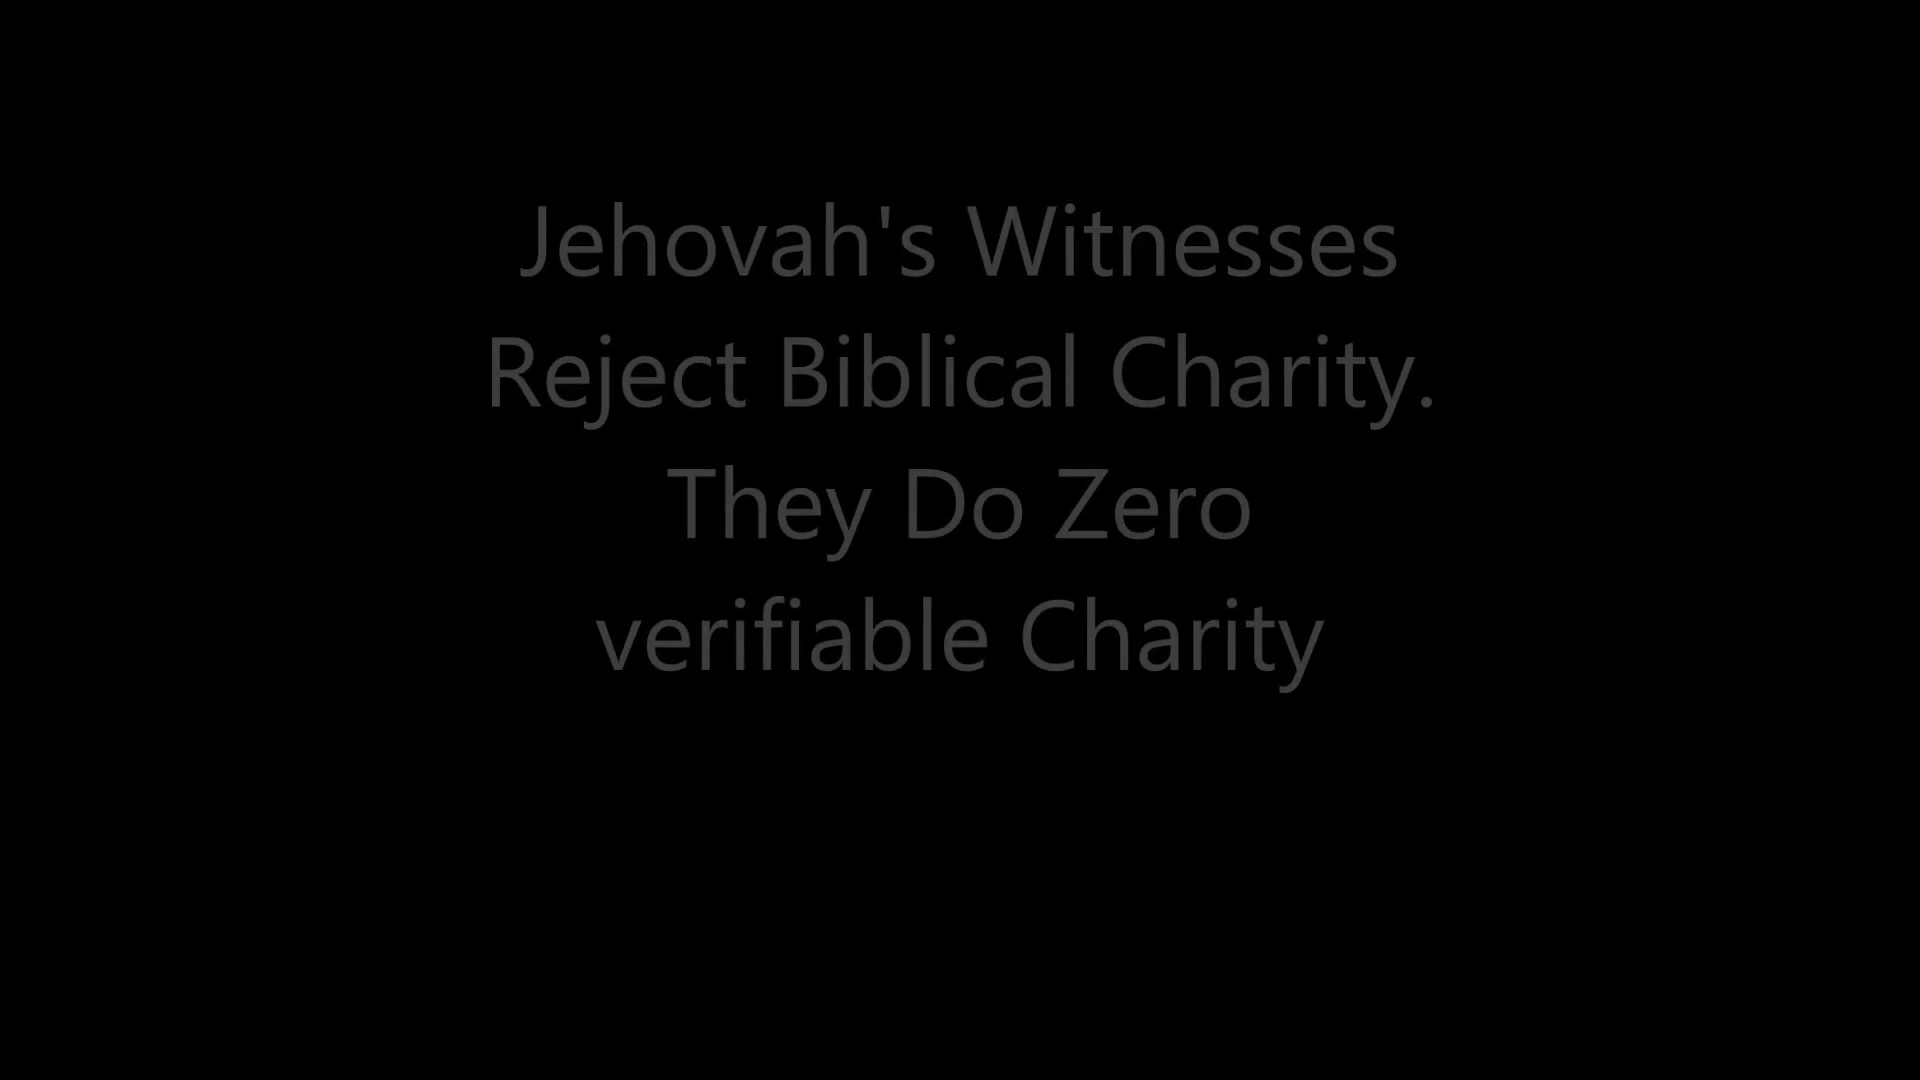 Jehovah's Witnesses
Reject Biblical Charity.
They Do Zero
verifiable Charity